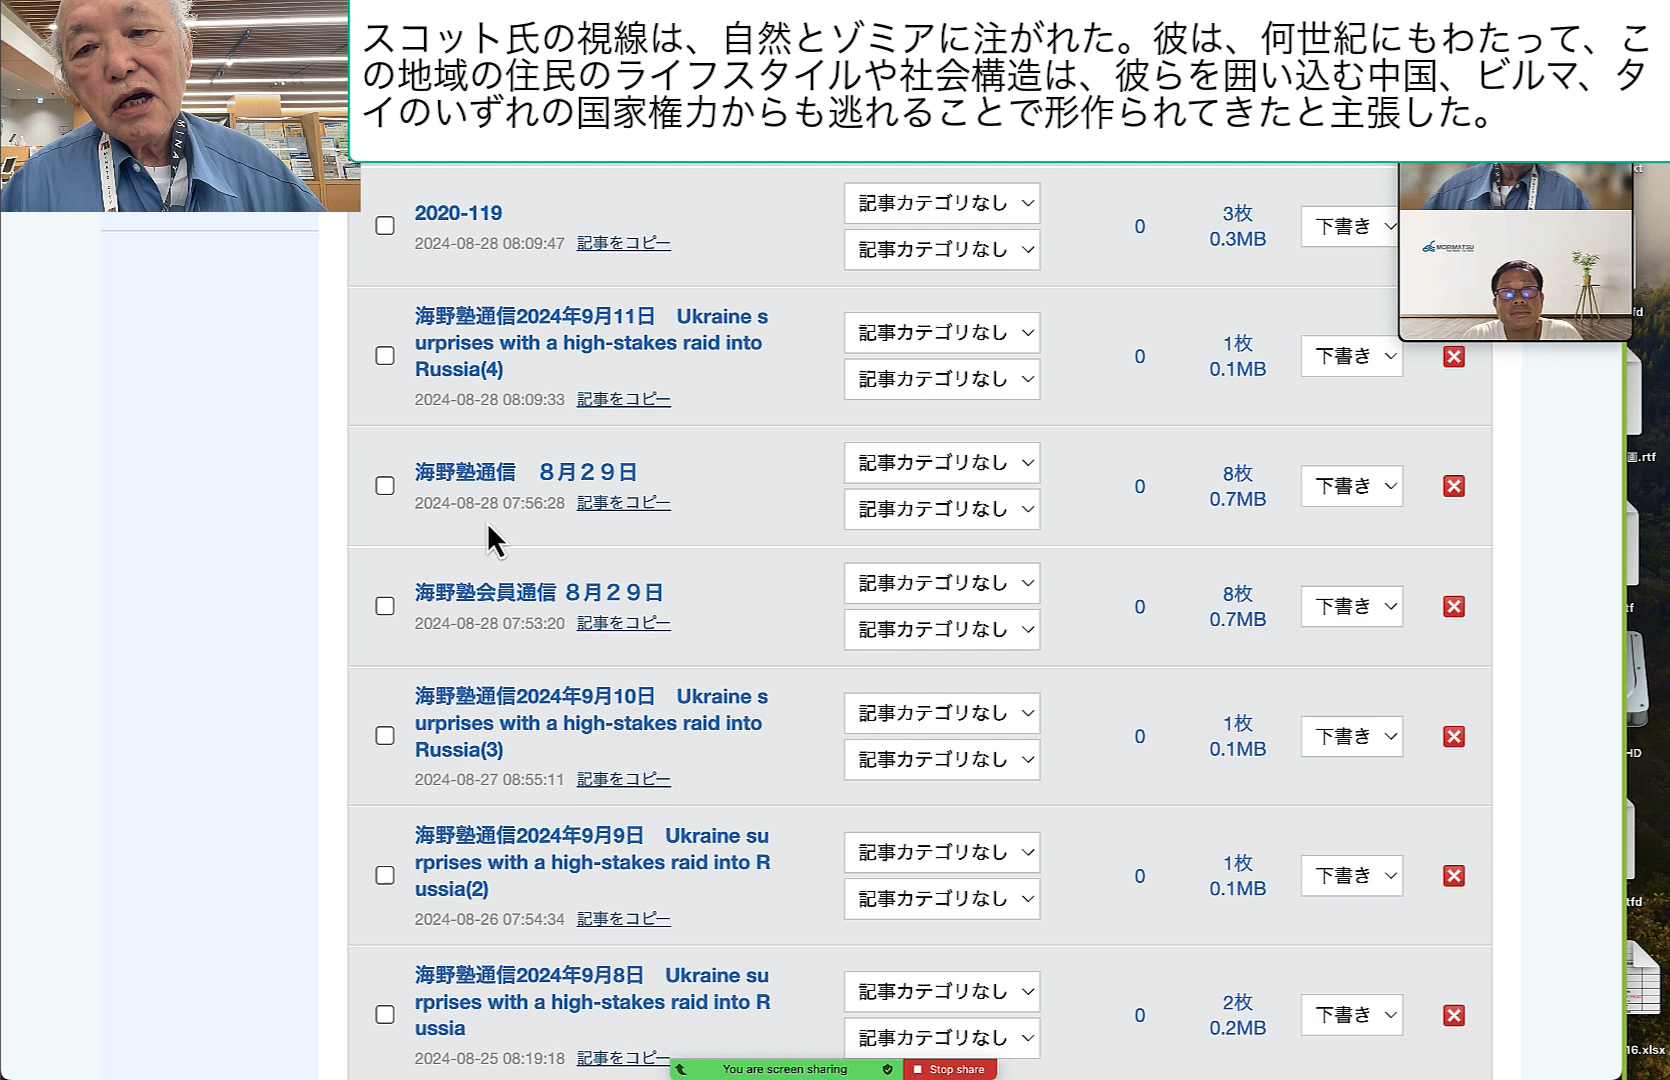 スコット氏の視線は、自然とゾミアに注がれた。彼は、何世紀にもわたって、こ
の地域の住民のライフスタイルや社会構造は、彼らを囲い込む中国、ビルマ、タ
イのいずれの国家権力からも逃れることで形作られてきたと主張した。
2020-119
2024-08-28 08:09:47 記事をコピー
記事カテゴリなし
記事カテゴリなし
0
3枚
0.3MB
下書き
MORIMATSU
海野塾通信2024年9月11日　Ukraine s
urprises with a high-stakes raid into
Russia(4)
2024-08-28 08:09:33 記事をコピー
記事カテゴリなし
記事カテゴリなし
0
1枚
0.1MB
下書き
海野塾通信　８月２９日
2024-08-28 07:56:28 記事をコピー
記事カテゴリなし
記事カテゴリなし
0
8枚
0.7MB
下書き
海野塾会員通信 ８月２９日
2024-08-28 07:53:20 記事をコピー
記事カテゴリなし
記事カテゴリなし
0
8枚
0.7MB
下書き
海野塾通信2024年9月10日　Ukraine s
urprises with a high-stakes raid into
Russia(3)
2024-08-27 08:55:11 記事をコピー
記事カテゴリなし
記事カテゴリなし
0
1枚
0.1MB
下書き
海野塾通信2024年9月9日　Ukraine su
rprises with a high-stakes raid into R
ussia(2)
2024-08-26 07:54:34 記事をコピー
記事カテゴリなし
記事カテゴリなし
0
1枚
0.1MB
下書き
海野塾通信2024年9月8日　Ukraine su
rprises with a high-stakes raid into R
ussia
2024-08-25 08:19:18 記事をコピー
記事カテゴリなし
記事カテゴリなし
0
2枚
0.2MB
下書き
You are screen sharing
Stop share
画.rtf
HD
16.xlsx